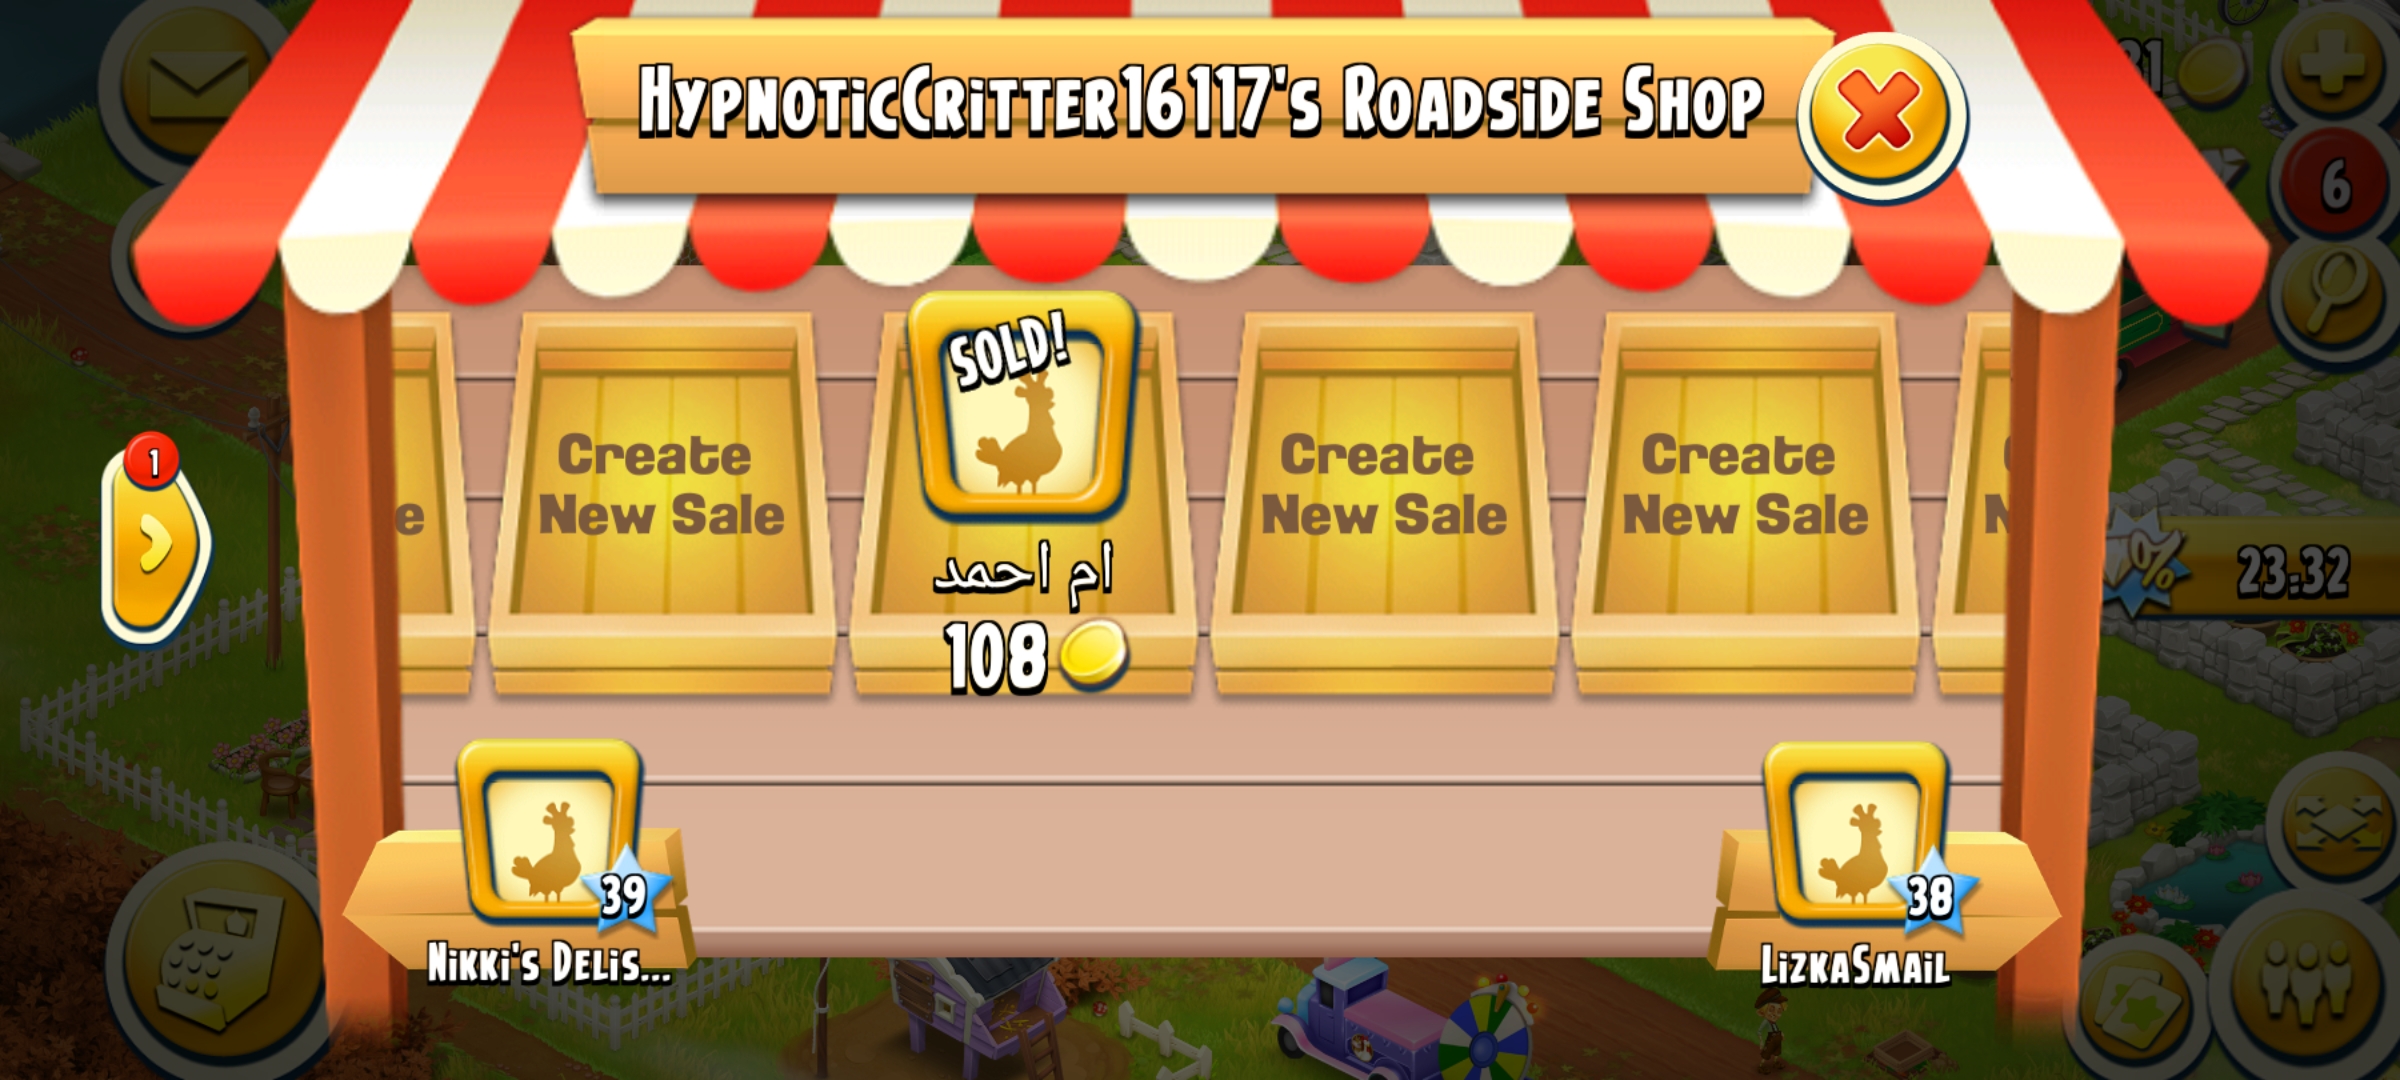 HypnoticCritter16117's Roadside Shop
6
1
SOLD!
Create
New Sale
Create
New Sale
Create
New Sale
ام احمد
108
23:32
39
Nikki's Delis...
38
LizkaSmail